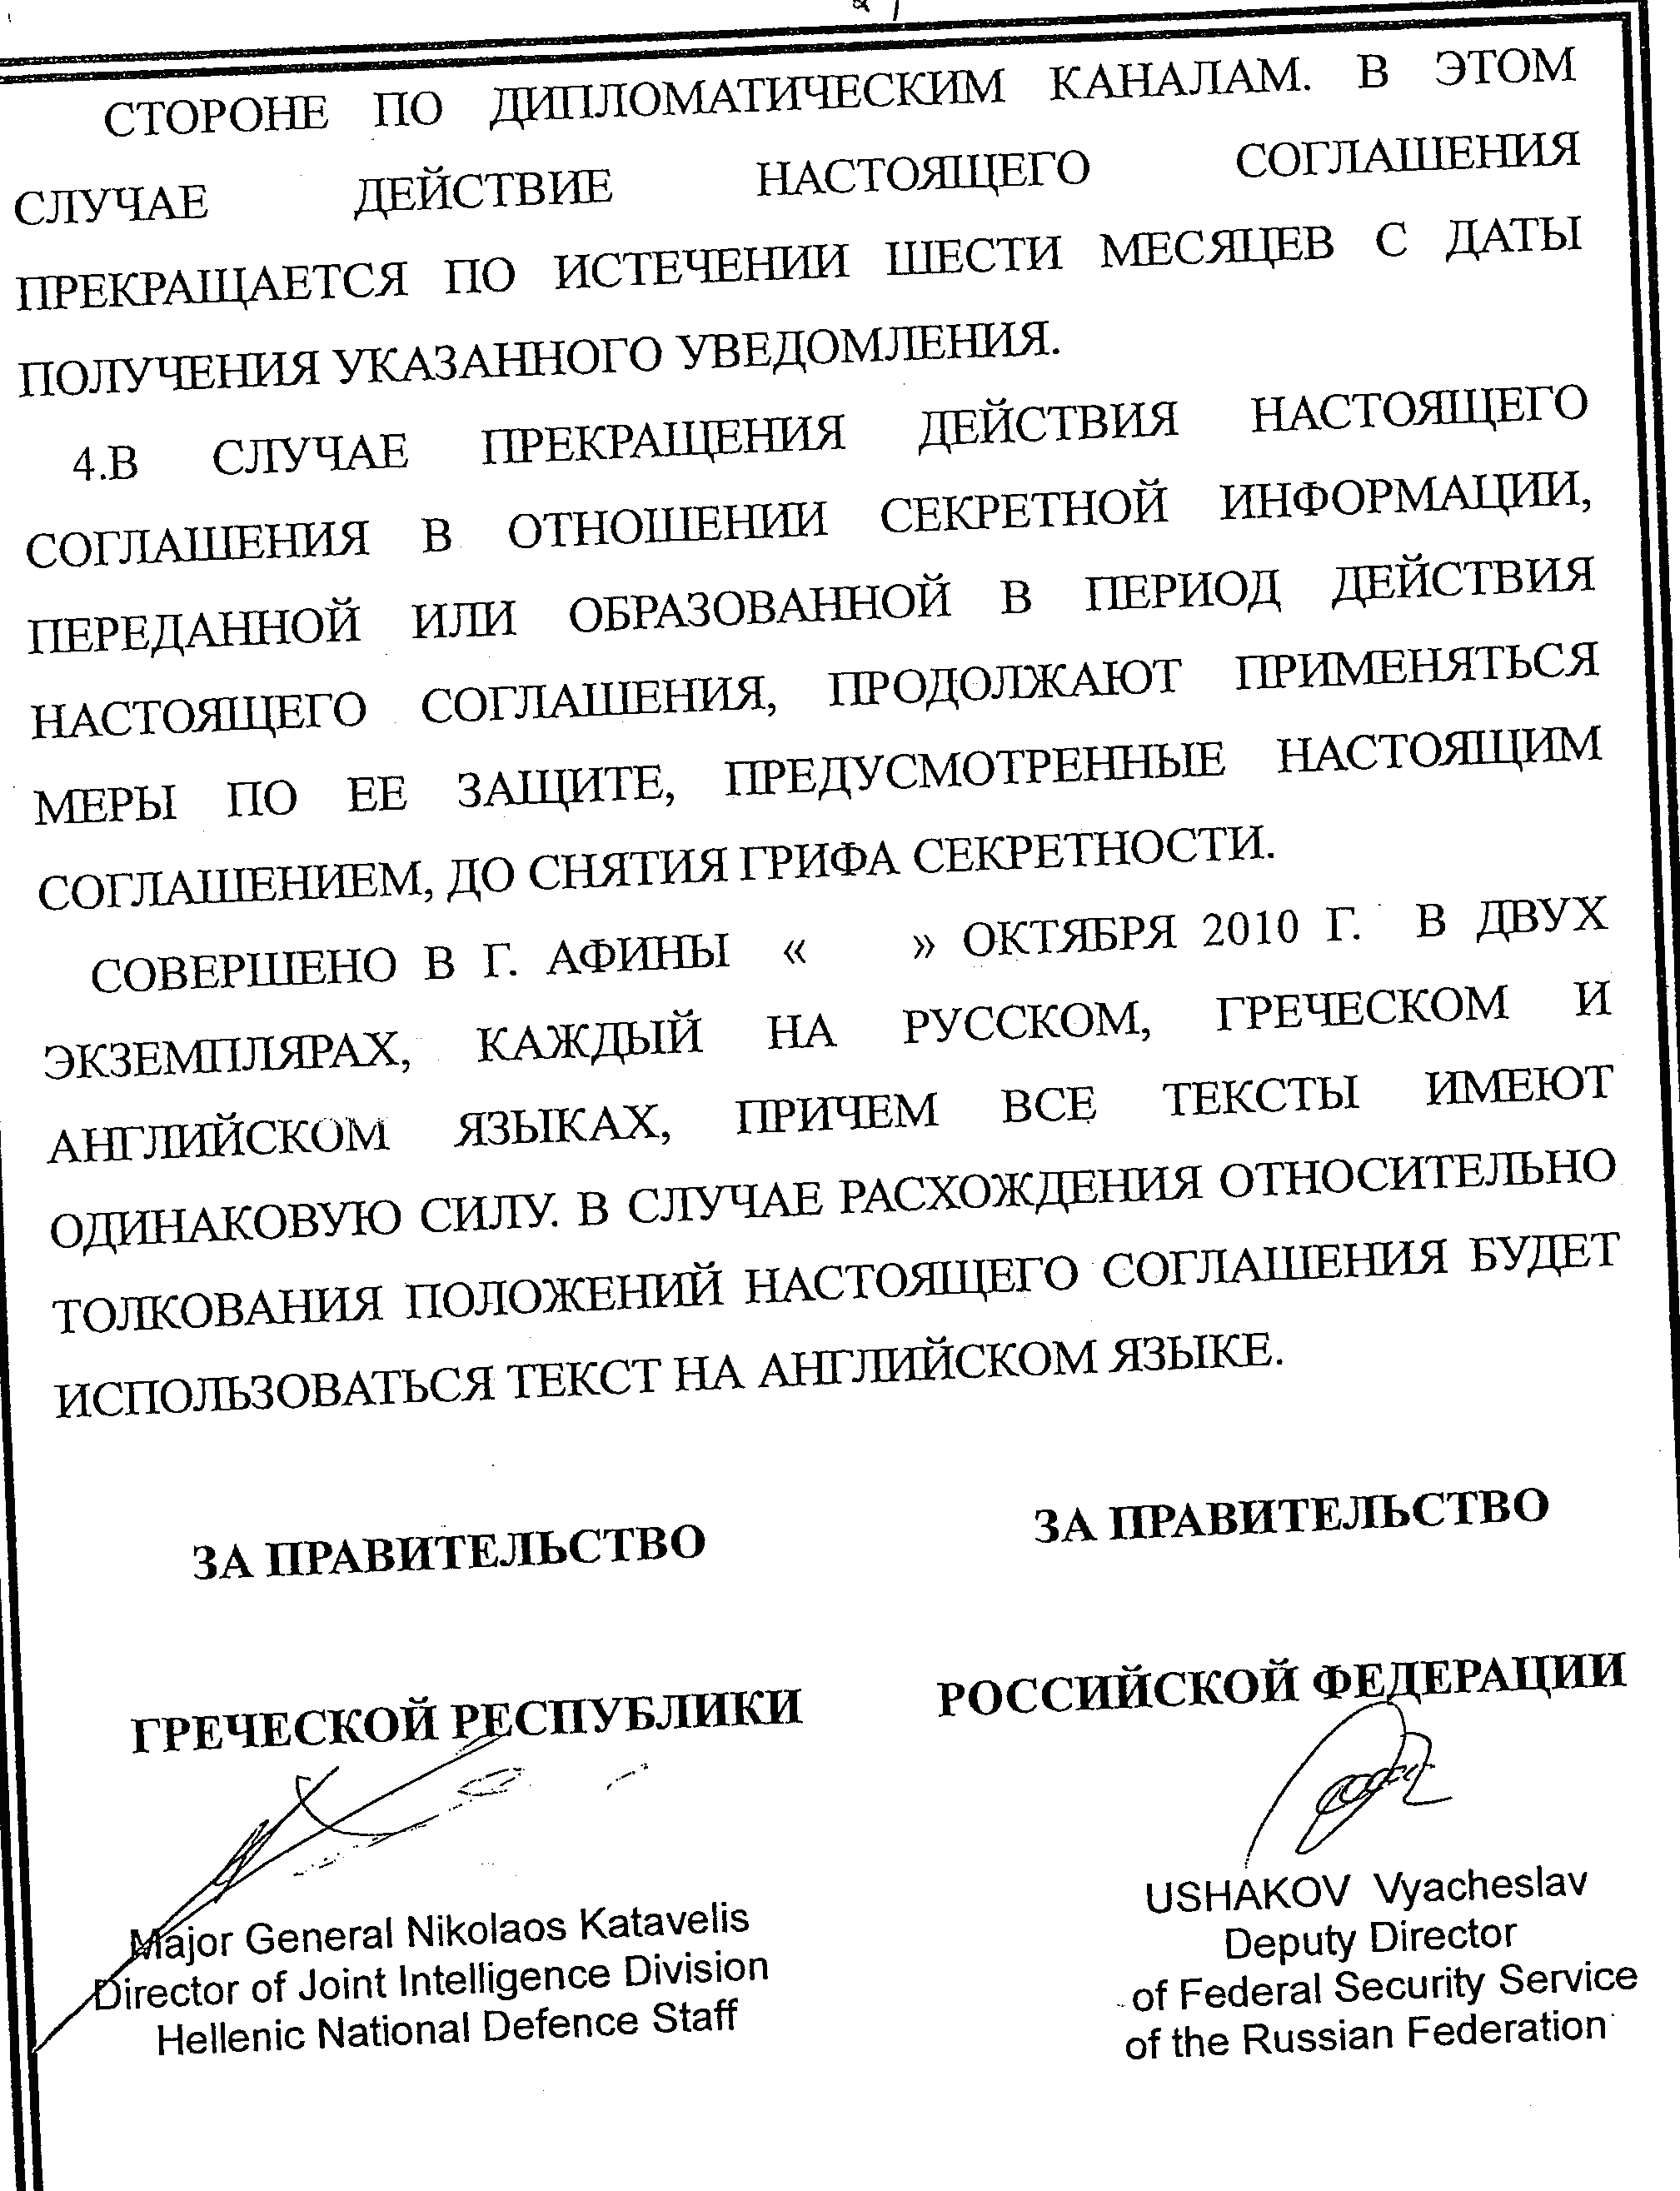 СТОРОНЕ ПО ДИПЛОМАТИЧЕСКИМ КАНАЛАМ. В ЭТОМ
СЛУЧАЕ ДЕЙСТВИЕ НАСТОЯЩЕГО СОГЛАШЕНИЯ
ПРЕКРАЩАЕТСЯ ПО ИСТЕЧЕНИИ ШЕСТИ МЕСЯЦЕВ С ДАТЫ
ПОЛУЧЕНИЯ УКАЗАННОГО УВЕДОМЛЕНИЯ.
4.В СЛУЧАЕ ПРЕКРАЩЕНИЯ ДЕЙСТВИЯ НАСТОЯЩЕГО
СОГЛАШЕНИЯ В ОТНОШЕНИИ СЕКРЕТНОЙ ИНФОРМАЦИИ,
ПЕРЕДАННОЙ ИЛИ ОБРАЗОВАННОЙ В ПЕРИОД ДЕЙСТВИЯ
НАСТОЯЩЕГО СОГЛАШЕНИЯ, ПРОДОЛЖАЮТ ПРИМЕНЯТЬСЯ
МЕРЫ ПО ЕЕ ЗАЩИТЕ, ПРЕДУСМОТРЕННЫЕ НАСТОЯЩИМ
СОГЛАШЕНИЕМ, ДО СНЯТИЯ ГРИФА СЕКРЕТНОСТИ.
СОВЕРШЕНО В Г. АФИНЫ « » ОКТЯБРЯ 2010 Г. В ДВУХ
ЭКЗЕМПЛЯРАХ, КАЖДЫЙ НА РУССКОМ, ГРЕЧЕСКОМ И
АНГЛИЙСКОМ ЯЗЫКАХ, ПРИЧЕМ ВСЕ ТЕКСТЫ ИМЕЮТ
ОДИНАКОВУЮ СИЛУ. В СЛУЧАЕ РАСХОЖДЕНИЯ ОТНОСИТЕЛЬНО
ТОЛКОВАНИЯ ПОЛОЖЕНИЙ НАСТОЯЩЕГО СОГЛАШЕНИЯ БУДЕТ
ИСПОЛЬЗОВАТЬСЯ ТЕКСТ НА АНГЛИЙСКОМ ЯЗЫКЕ.
ЗА ПРАВИТЕЛЬСТВО
ГРЕЧЕСКОЙ РЕСПУБЛИКИ
Major General Nikolaos Katavelis
Director of Joint Intelligence Division
Hellenic National Defence Staff
ЗА ПРАВИТЕЛЬСТВО
РОССИЙСКОЙ ФЕДЕРАЦИИ
USHAKOV Vyacheslav
Deputy Director
of Federal Security Service
of the Russian Federation